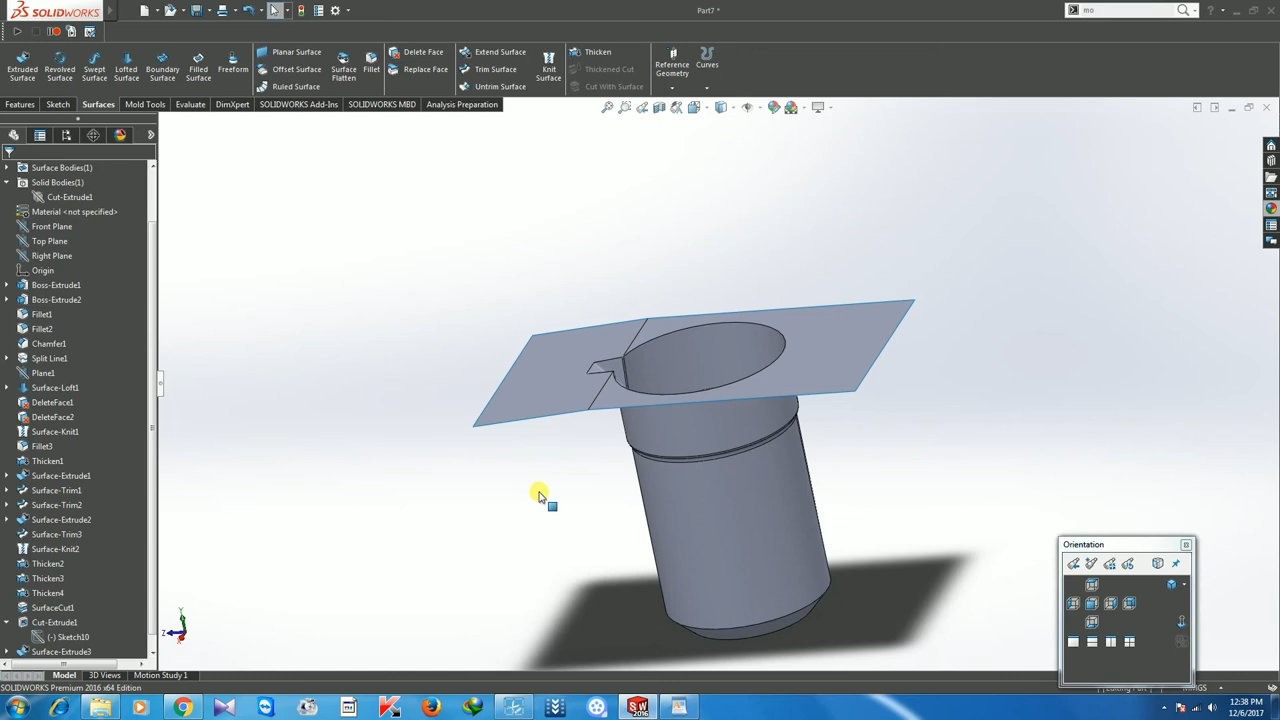 SOLIDWORKS
Part7 *
mo
Extruded Surface
Revolved Surface
Swept Surface
Lofted Surface
Boundary Surface
Filled Surface
Freeform
Planar Surface
Offset Surface
Ruled Surface
Surface Flatten
Fillet
Delete Face
Replace Face
Extend Surface
Trim Surface
Untrim Surface
Knit Surface
Thicken
Thickened Cut
Cut With Surface
Reference Geometry
Curves
Features
Sketch
Surfaces
Mold Tools
Evaluate
DimXpert
SOLIDWORKS Add-Ins
SOLIDWORKS MBD
Analysis Preparation
Surface Bodies(1)
Solid Bodies(1)
Cut-Extrude1
Material <not specified>
Front Plane
Top Plane
Right Plane
Origin
Boss-Extrude1
Boss-Extrude2
Fillet1
Fillet2
Chamfer1
Split Line1
Plane1
Surface-Loft1
DeleteFace1
DeleteFace2
Surface-Knit1
Fillet3
Thicken1
Surface-Extrude1
Surface-Trim1
Surface-Trim2
Surface-Extrude2
Surface-Trim3
Surface-Knit2
Thicken2
Thicken3
Thicken4
SurfaceCut1
Cut-Extrude1
(-) Sketch10
Surface-Extrude3
Orientation
Y
Z
X
Model
3D Views
Motion Study 1
SOLIDWORKS Premium 2016 x64 Edition
Editing Part
MMGS
SW 2016
12:38 PM
12/6/2017